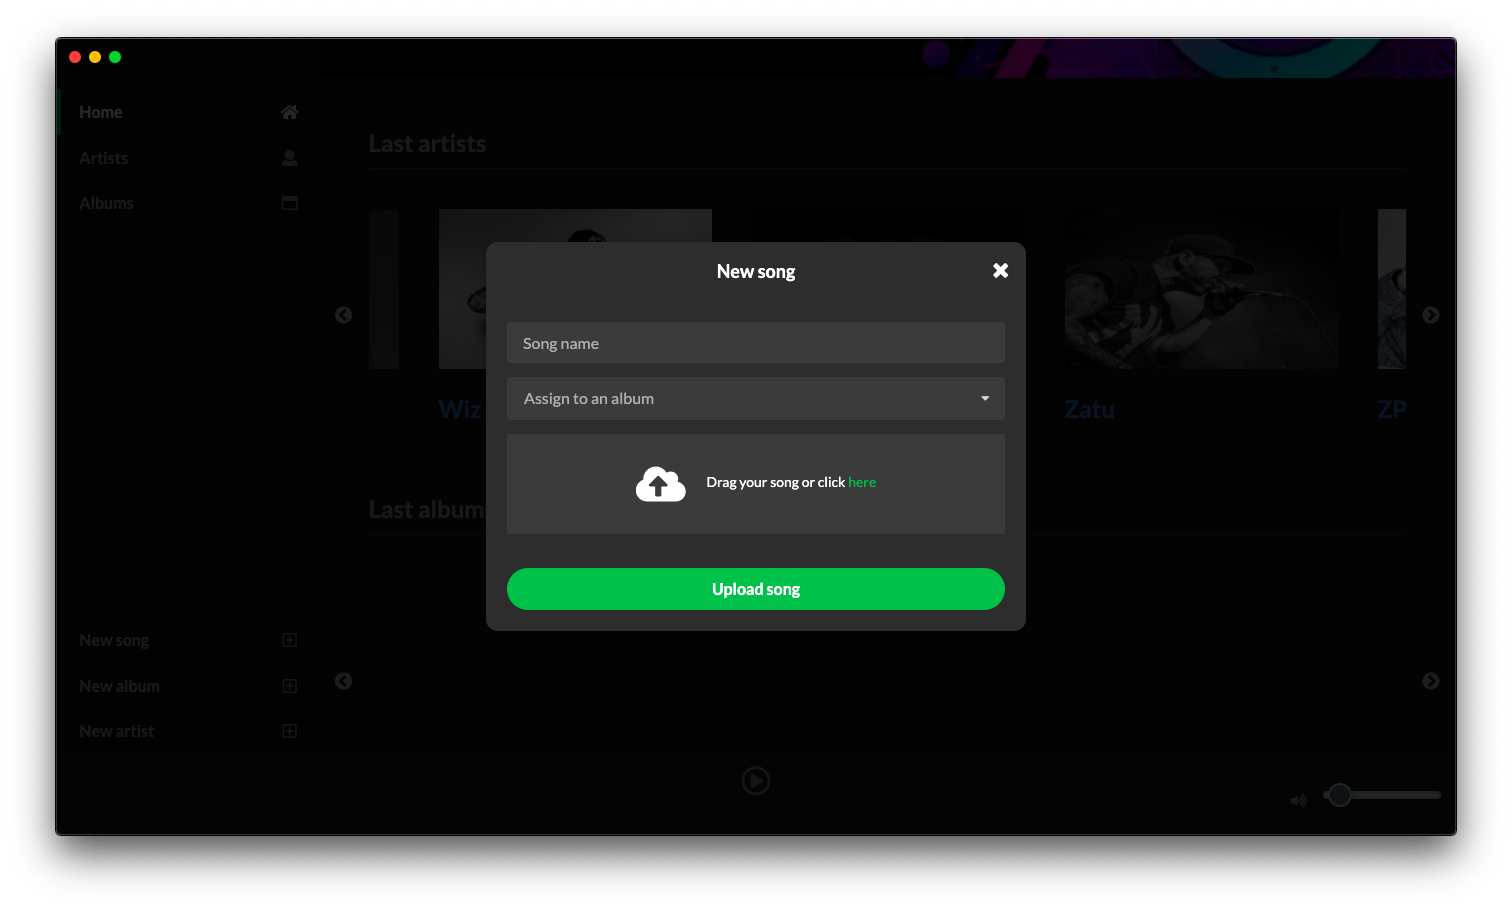 Home
Artists
Albums
Last artists
Wiz
Zatu
ZP
Last albums
New song
Song name
Assign to an album
Drag your song or click here
Upload song
New song
New album
New artist